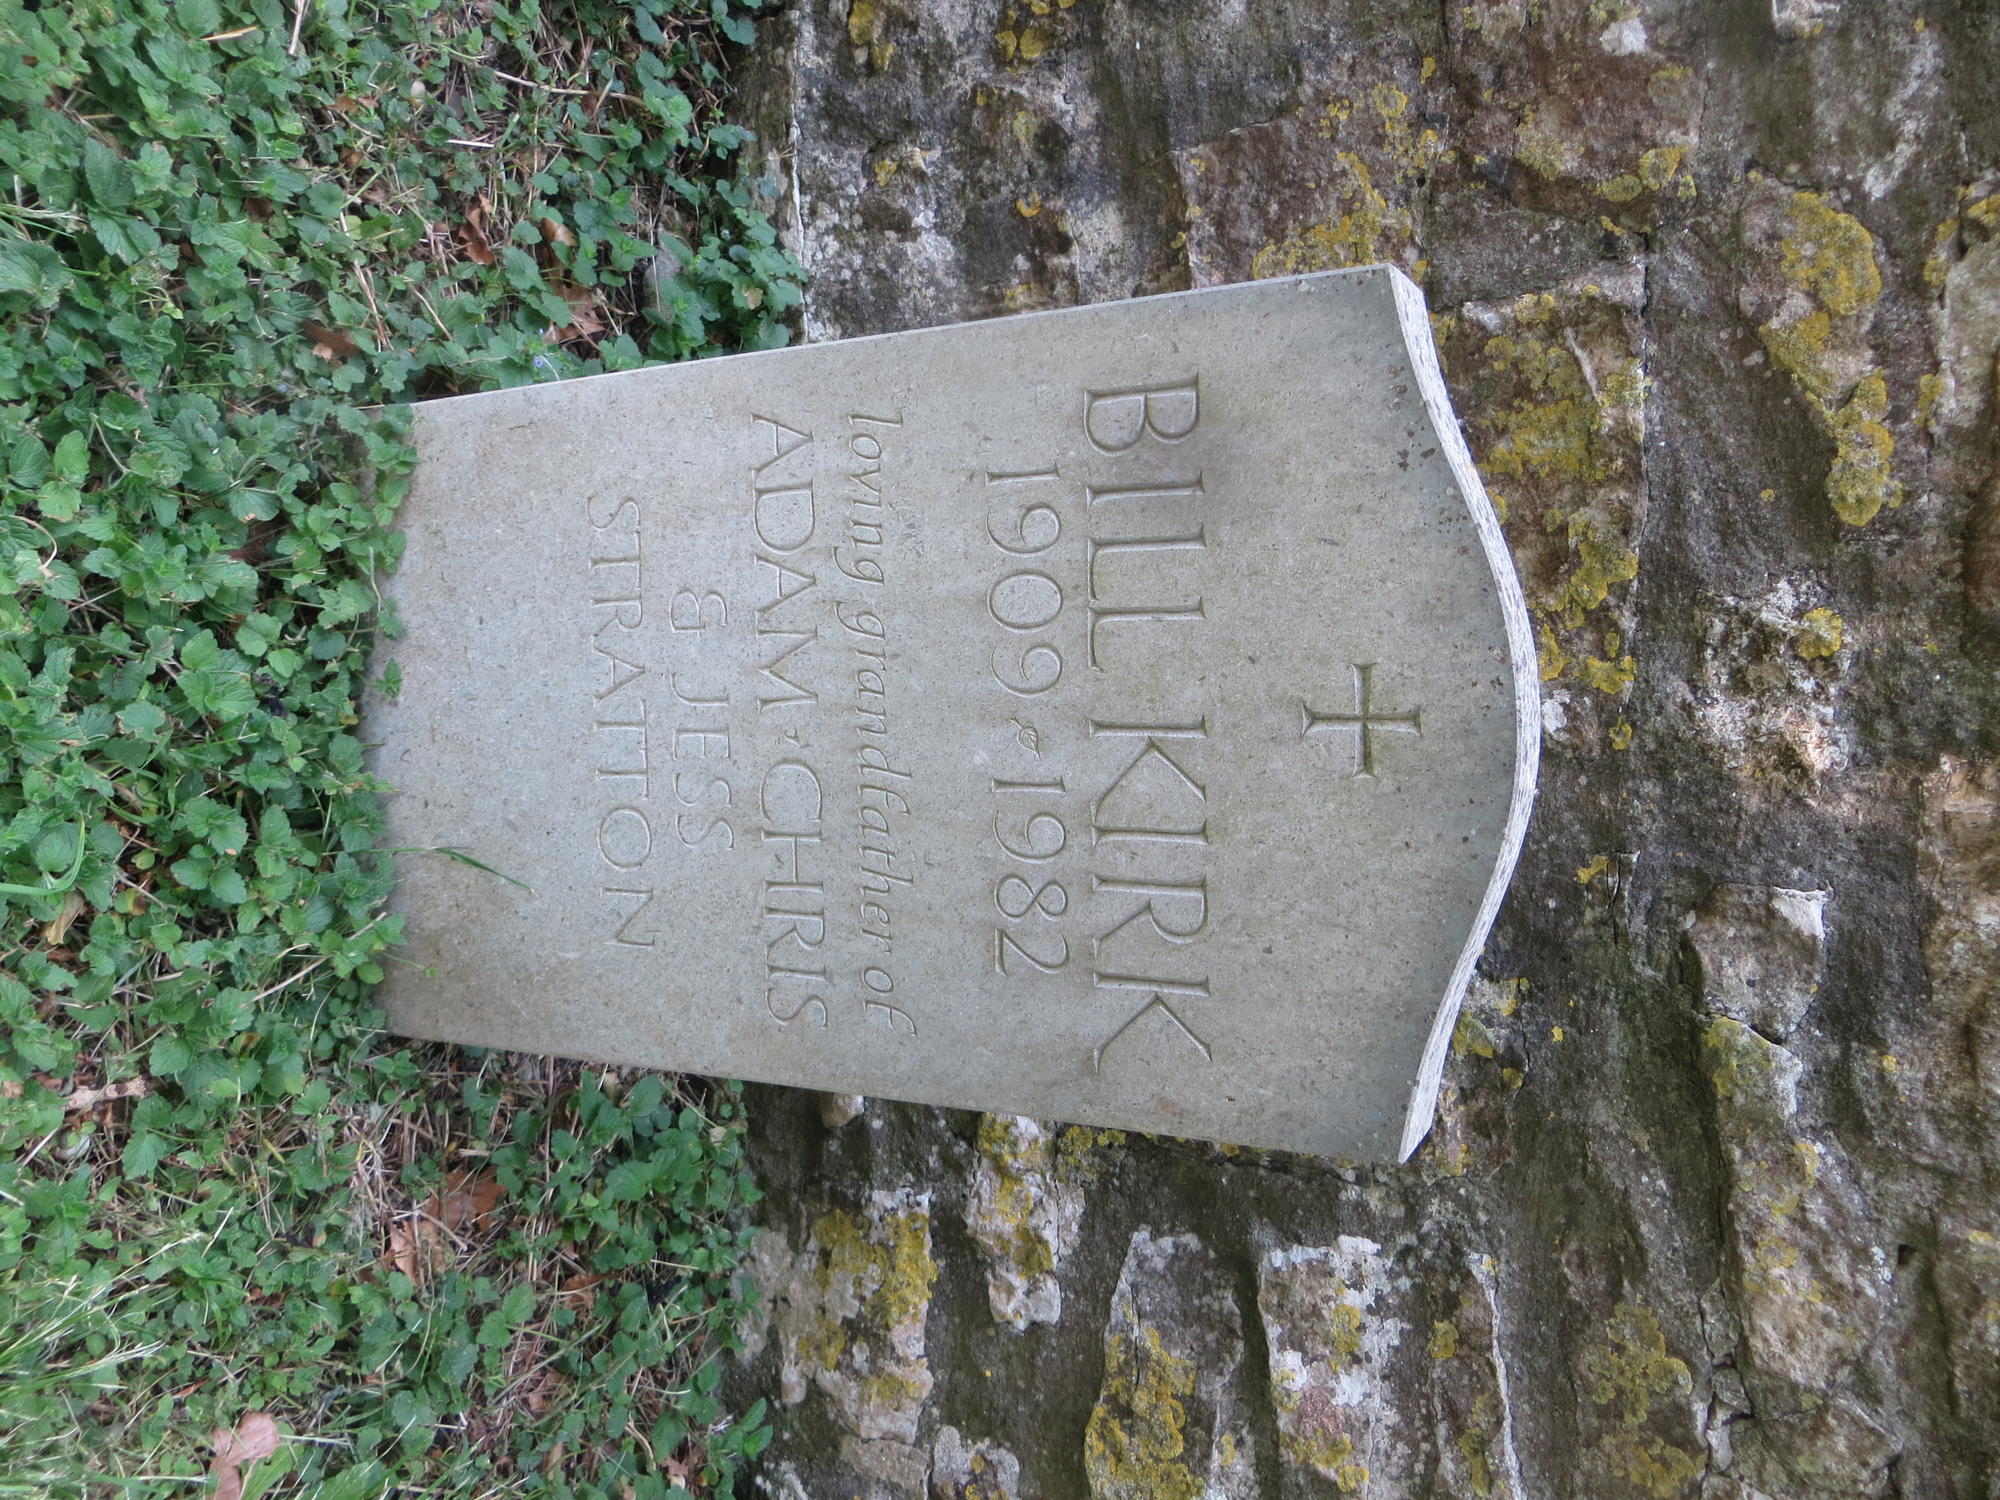 BILL KIRK
1909 1982
loving grandfather of
ADAM · CHRIS
& JESS
STRATTON